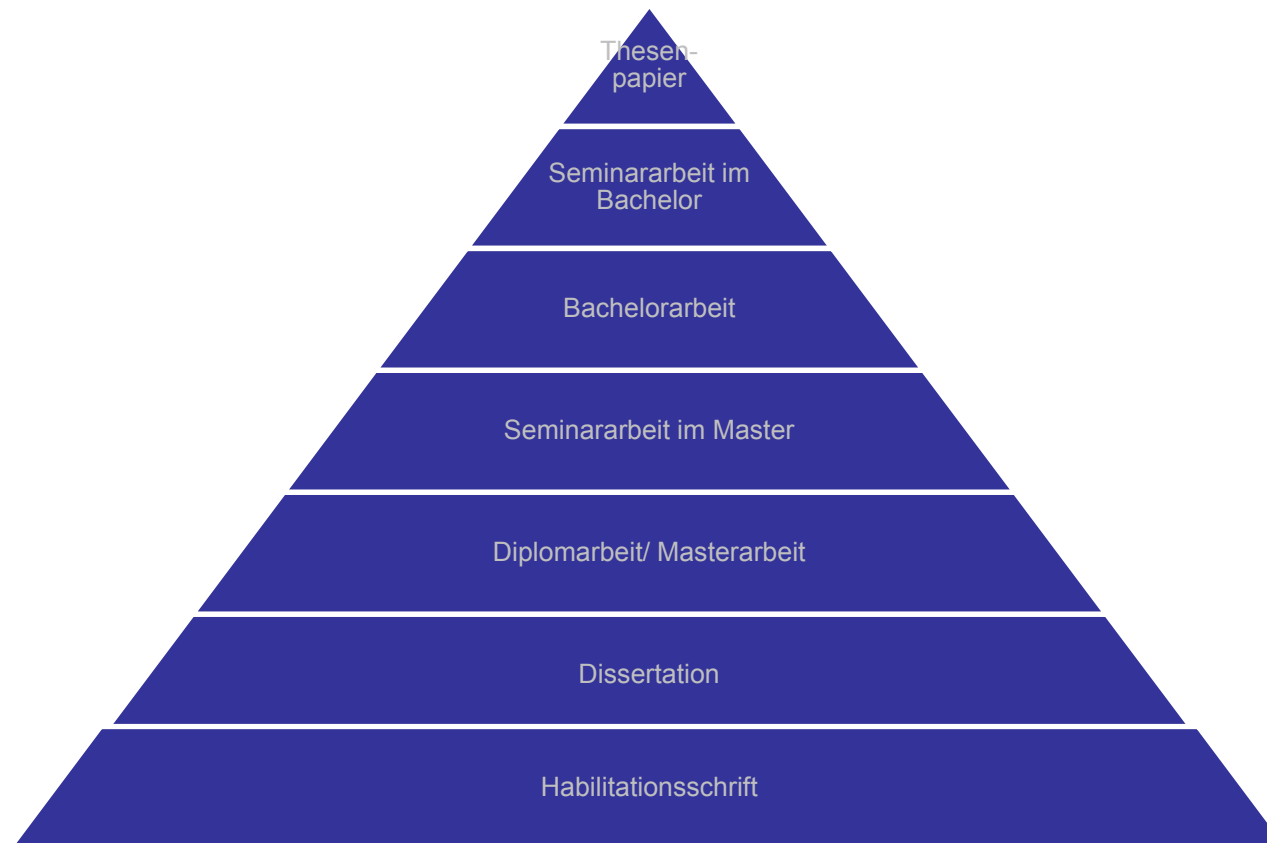 Thesen-
papier
Seminararbeit im
Bachelor
Bachelorarbeit
Seminararbeit im Master
Diplomarbeit/ Masterarbeit
Dissertation
Habilitationsschrift